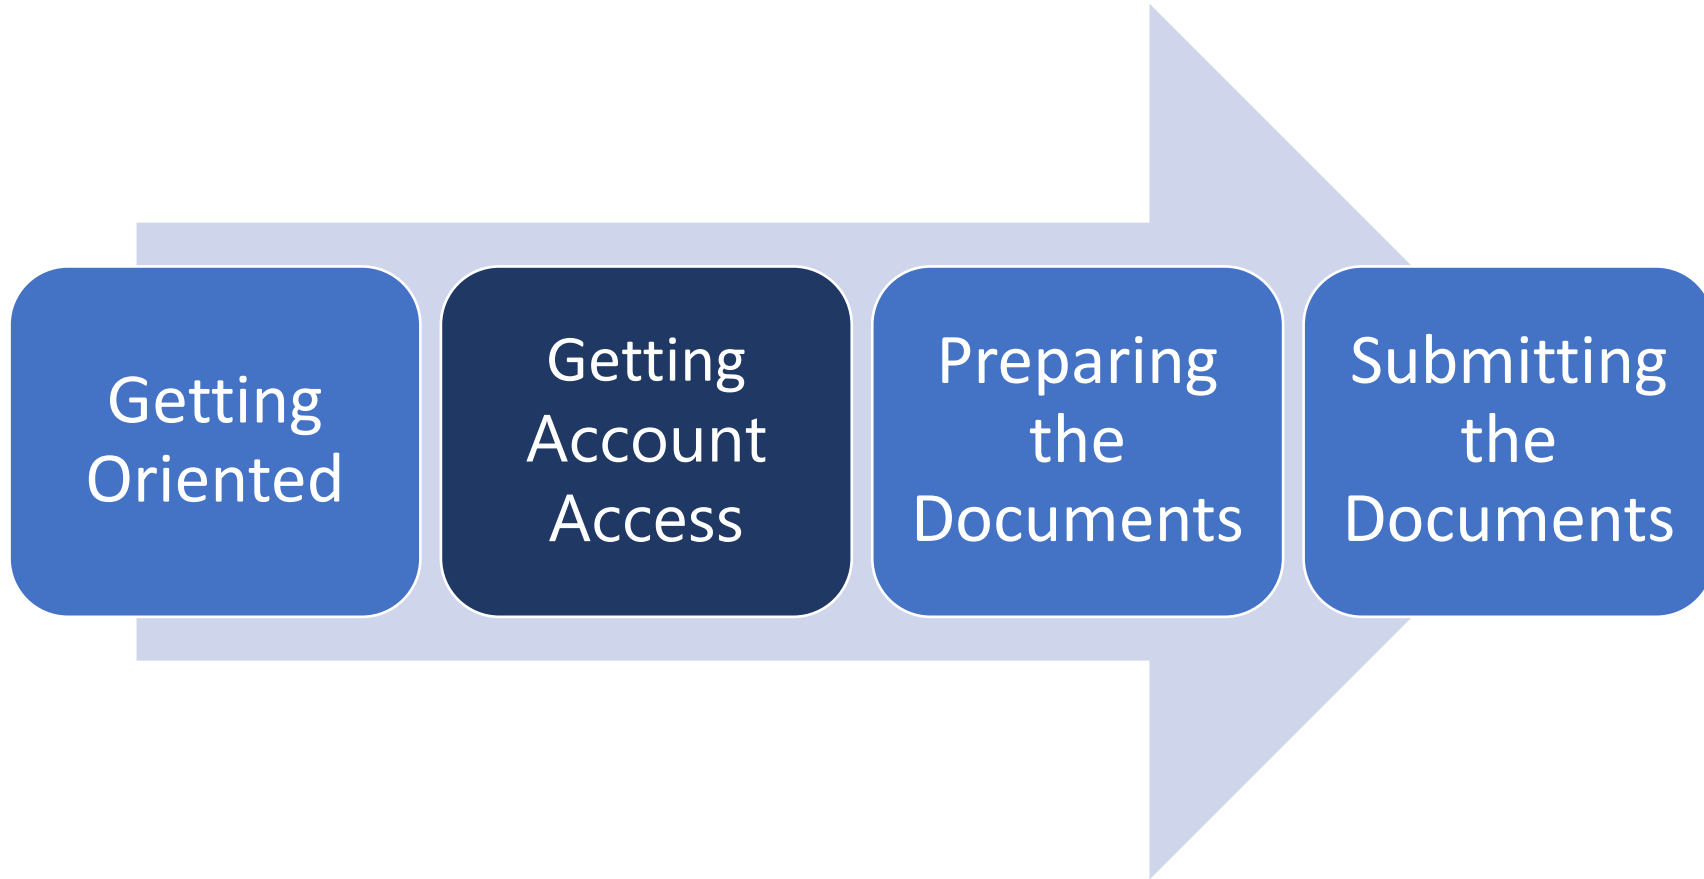 Getting
Oriented
Getting
Account
Access
Preparing
the
Documents
Submitting
the
Documents